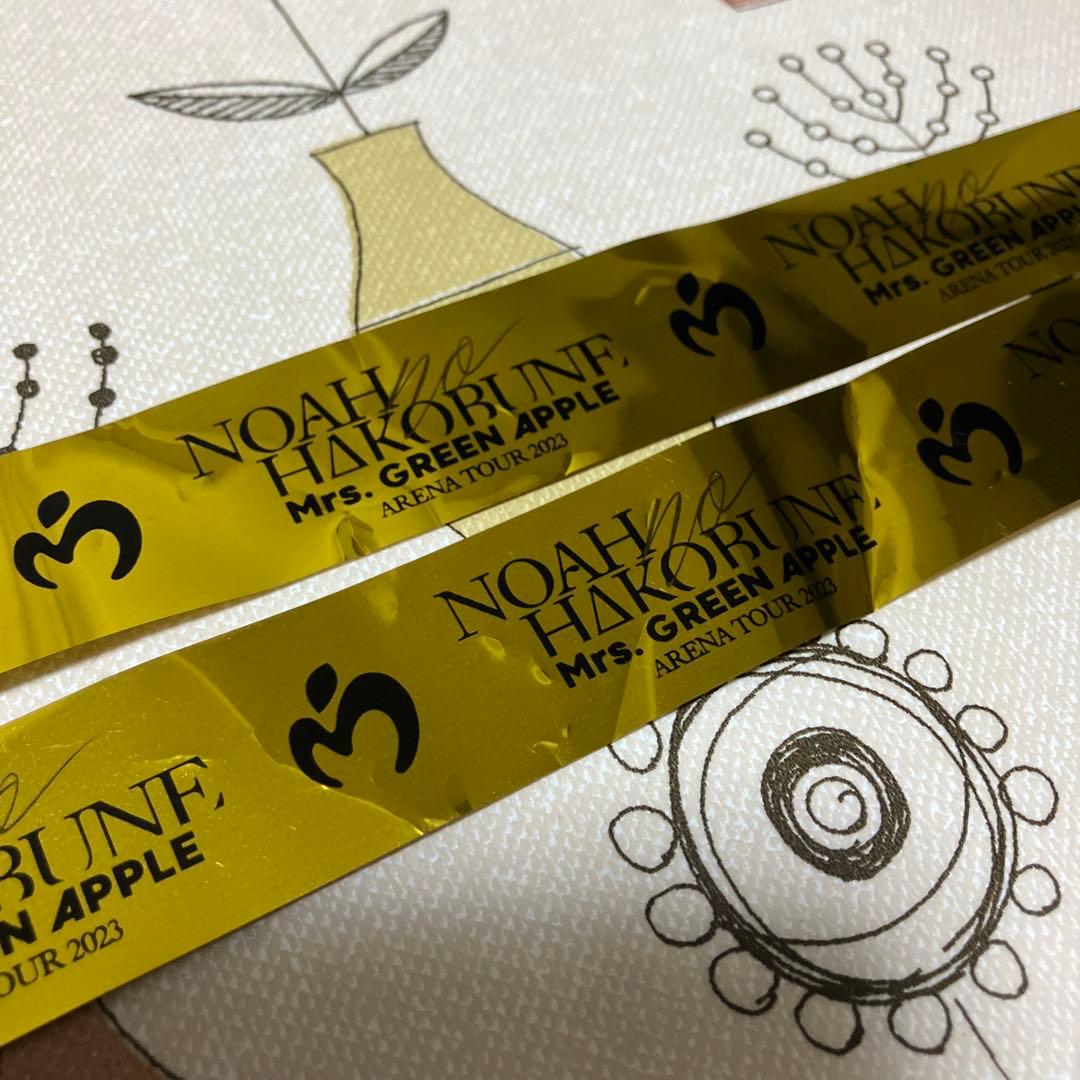 NOAH no
HAKOBUNE
Mrs. GREEN APPLE
ARENA TOUR 2023
NOAH no
HAKOBUNE
Mrs. GREEN APPLE
ARENA TOUR 2023
NO
NOAH no
HAKOBUNE
Mrs. GREEN APPLE
ARENA TOUR 2023
BUNE
N APPLE
OUR 2023